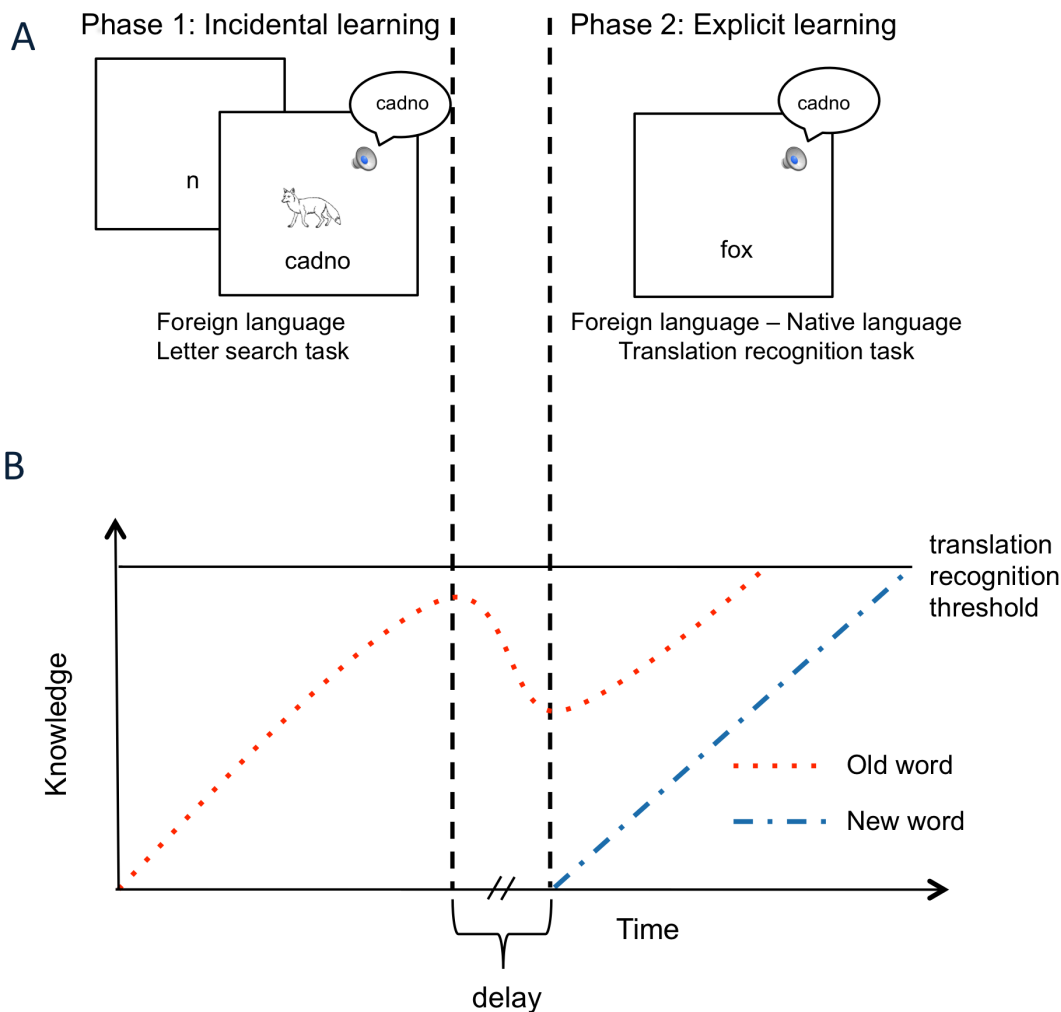 A
Phase 1: Incidental learning
Phase 2: Explicit learning
cadno
n
cadno
Foreign language
Letter search task
cadno
fox
Foreign language – Native language
Translation recognition task
B
translation
recognition
threshold
Knowledge
Old word
New word
Time
delay